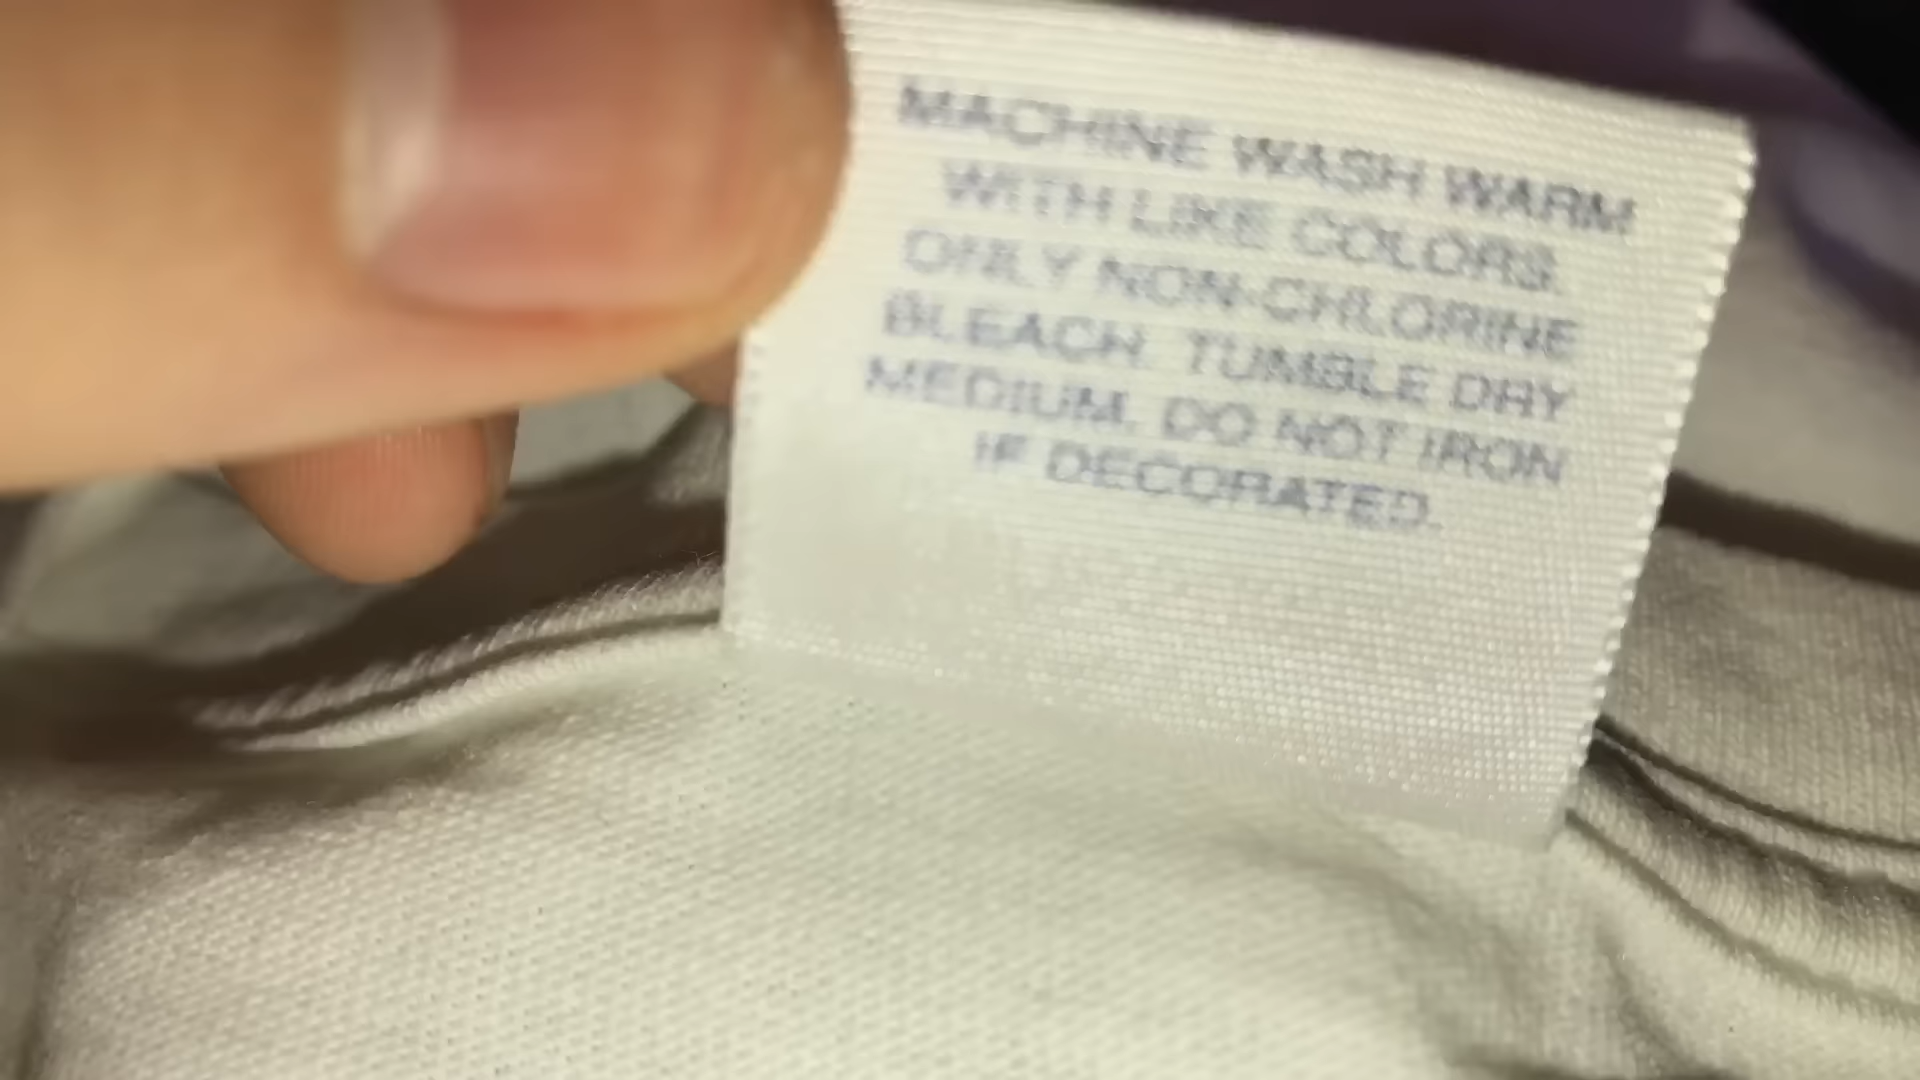 MACHINE WASH WARM
WITH LIKE COLORS.
ONLY NON-CHLORINE
BLEACH. TUMBLE DRY
MEDIUM. DO NOT IRON
IF DECORATED.